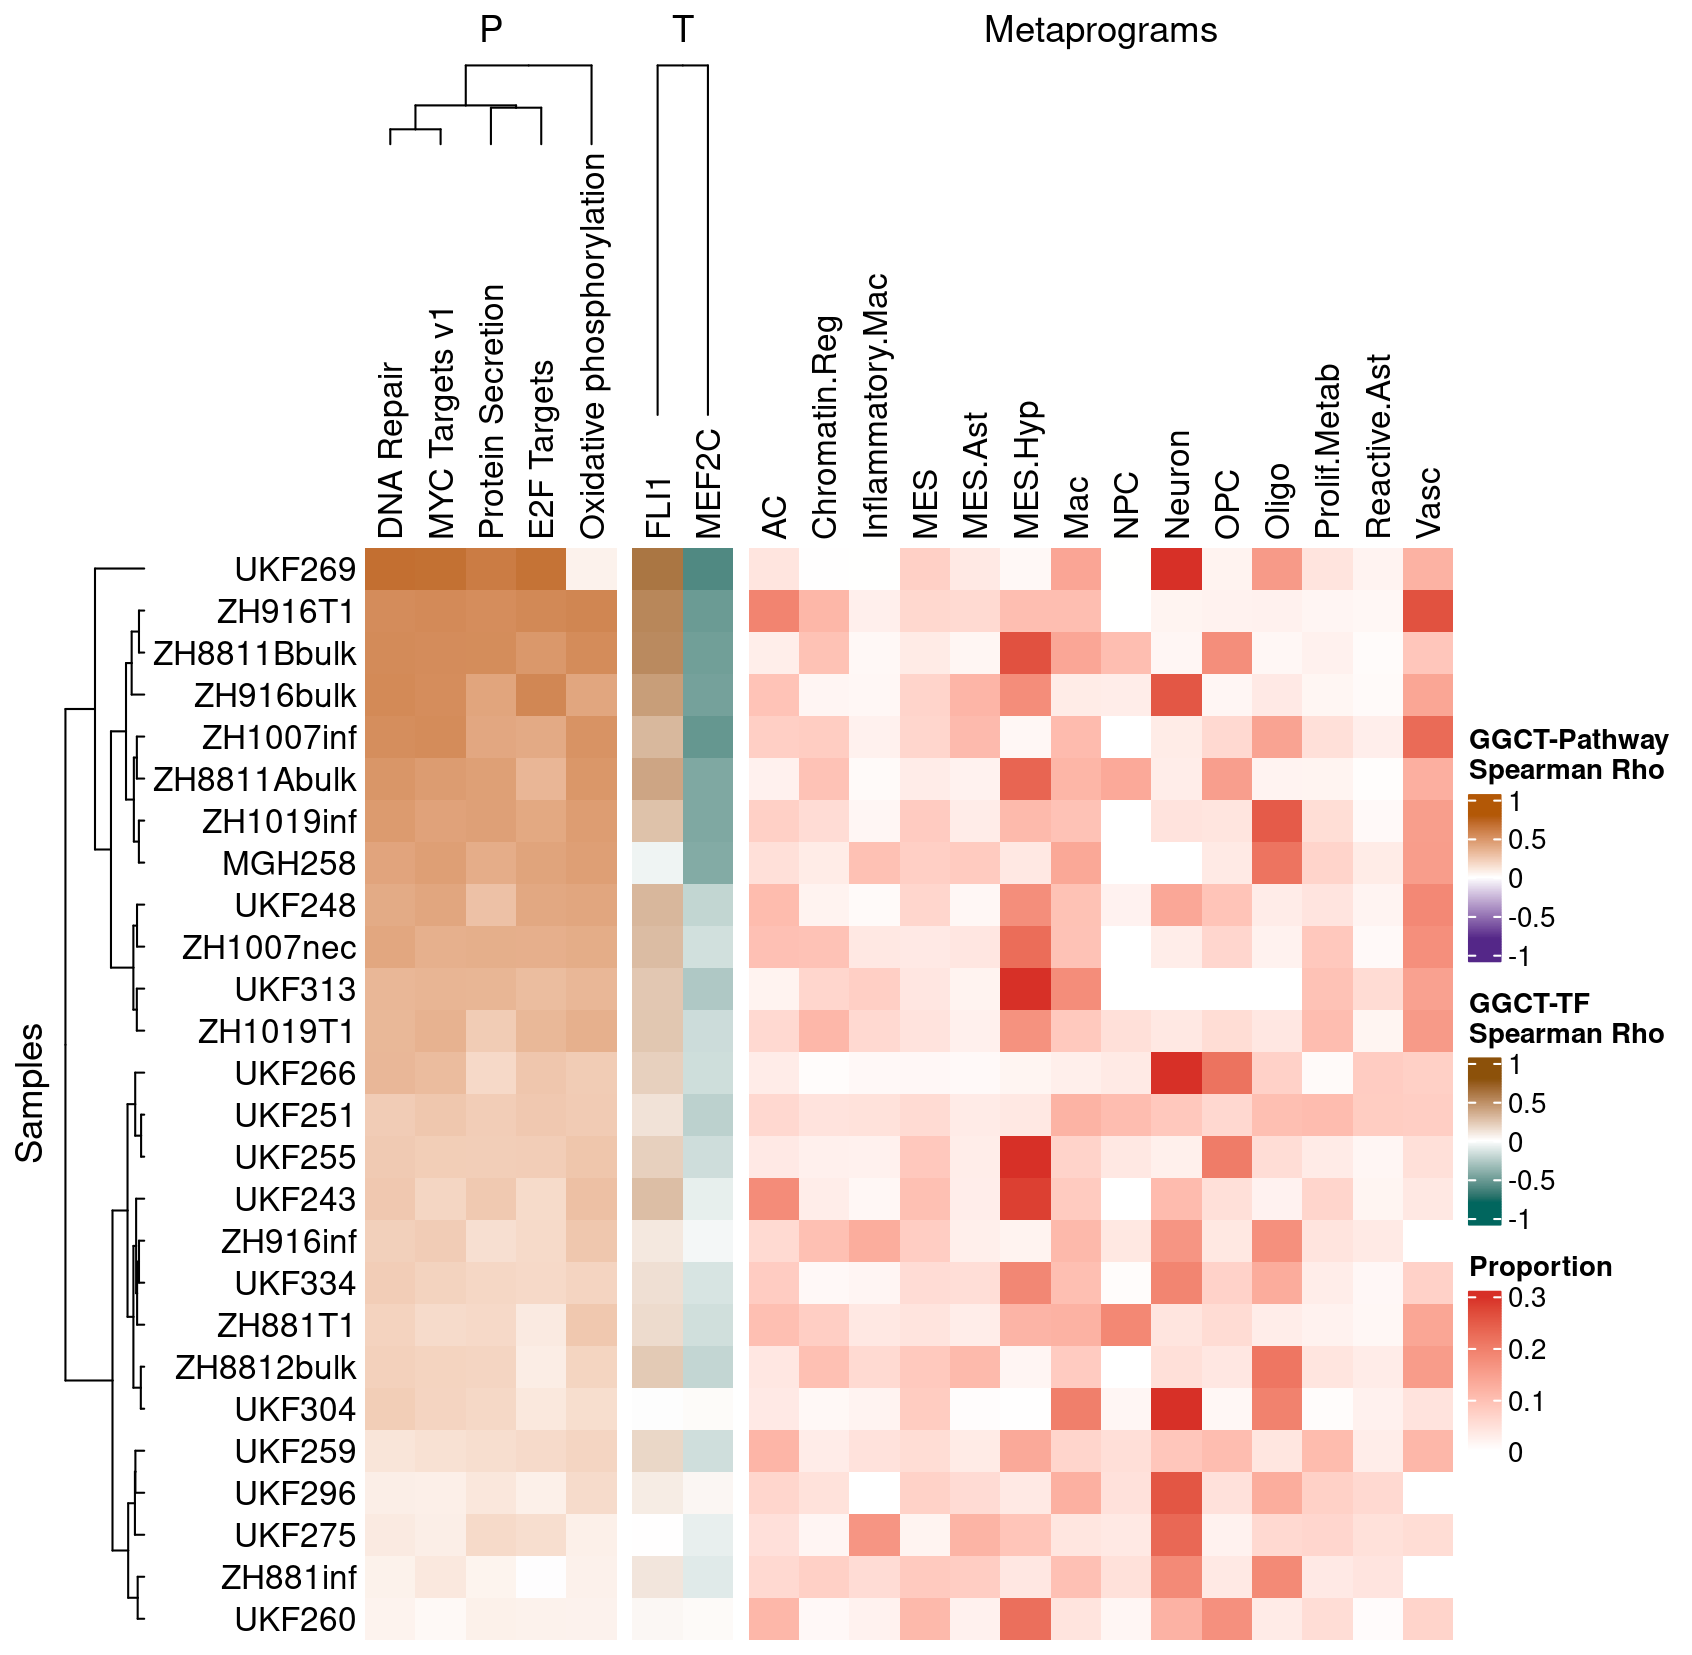 P
T
Metaprograms
DNA Repair
MYC Targets v1
Protein Secretion
E2F Targets
Oxidative phosphorylation
FLI1
MEF2C
AC
Chromatin.Reg
Inflammatory.Mac
MES
MES.Ast
MES.Hyp
Mac
NPC
Neuron
OPC
Oligo
Prolif.Metab
Reactive.Ast
Vasc
Samples
UKF269
ZH916T1
ZH8811Bbulk
ZH916bulk
ZH1007inf
ZH8811Abulk
ZH1019inf
MGH258
UKF248
ZH1007nec
UKF313
ZH1019T1
UKF266
UKF251
UKF255
UKF243
ZH916inf
UKF334
ZH881T1
ZH8812bulk
UKF304
UKF259
UKF296
UKF275
ZH881inf
UKF260
GGCT-Pathway
Spearman Rho
1
0.5
0
-0.5
-1
GGCT-TF
Spearman Rho
1
0.5
0
-0.5
-1
Proportion
0.3
0.2
0.1
0